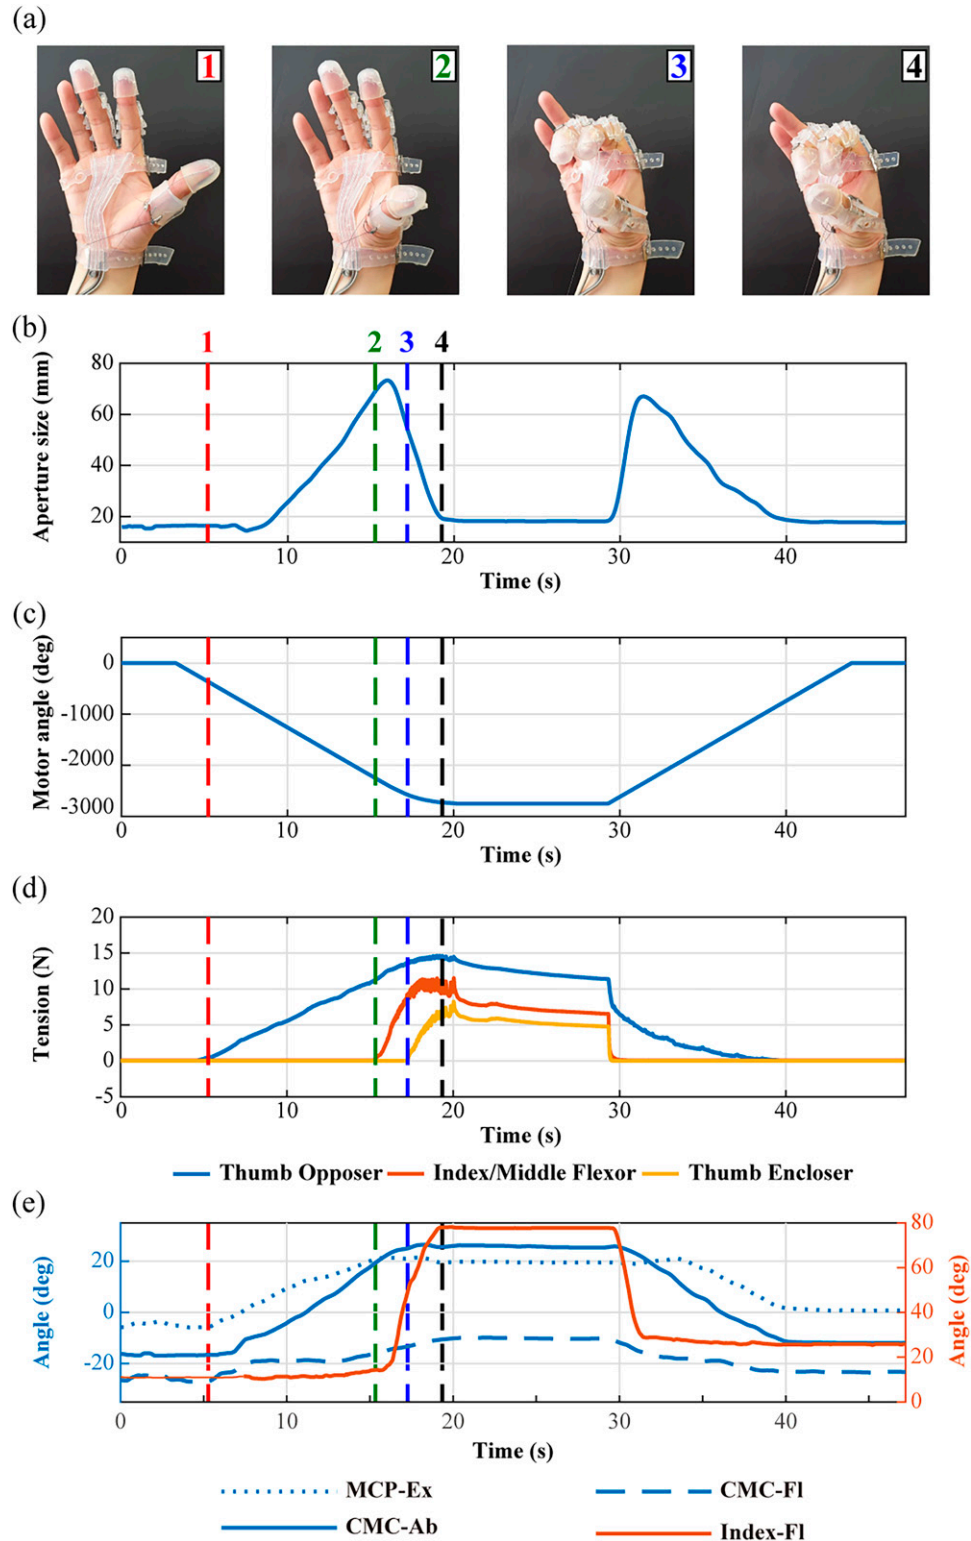 (a)
1 2 3 4
(b)
1 2 3 4
Aperture size (mm)
80
60
40
20
0 10 20 30 40
Time (s)
(c)
Motor angle (deg)
0
-1000
-2000
-3000
0 10 20 30 40
Time (s)
(d)
Tension (N)
20
15
10
5
0
-5
0 10 20 30 40
Time (s)
Thumb Opposer Index/Middle Flexor Thumb Encloser
(e)
Angle (deg)
20
0
-20
80
60
40
20
0
Angle (deg)
0 10 20 30 40
Time (s)
MCP-Ex CMC-Fl
CMC-Ab Index-Fl